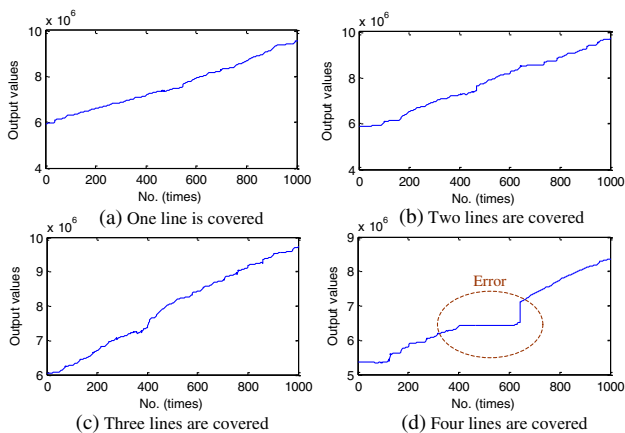 x 10^6
10
8
6
4
Output values
0 200 400 600 800 1000
No. (times)
(a) One line is covered
x 10^6
10
8
6
4
Output values
0 200 400 600 800 1000
No. (times)
(b) Two lines are covered
x 10^6
10
9
8
7
6
Output values
0 200 400 600 800 1000
No. (times)
(c) Three lines are covered
x 10^6
9
8
7
6
5
Output values
Error
0 200 400 600 800 1000
No. (times)
(d) Four lines are covered